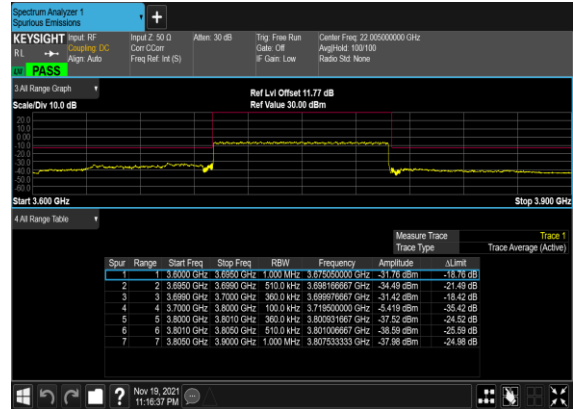 Spectrum Analyzer 1
Spurious Emissions
KEYSIGHT Input: RF Input Z: 50 Ω Atten: 30 dB Trig: Free Run Center Freq: 22.005000000 GHz
RL Coupling: DC Corr CCorr Gate: Off Avg|Hold: 100/100
Align: Auto Freq Ref: Int (S) IF Gain: Low Radio Std: None
PASS
3 All Range Graph
Ref Lvl Offset 11.77 dB
Scale/Div 10.0 dB Ref Value 30.00 dBm
20.0
10.0
0.00
-10.0
-20.0
-30.0
-40.0
-50.0
-60.0
Start 3.600 GHz Stop 3.900 GHz
4 All Range Table
Measure Trace Trace 1
Trace Type Trace Average (Active)
Spur Range Start Freq Stop Freq RBW Frequency Amplitude ΔLimit
1 1 3.6000 GHz 3.6950 GHz 1.000 MHz 3.675050000 GHz -31.76 dBm -18.76 dB
2 2 3.6950 GHz 3.6990 GHz 510.0 kHz 3.698166667 GHz -34.49 dBm -21.49 dB
3 3 3.6990 GHz 3.7000 GHz 360.0 kHz 3.699976667 GHz -31.42 dBm -18.42 dB
4 4 3.7000 GHz 3.8000 GHz 100.0 kHz 3.719500000 GHz -5.419 dBm -35.42 dB
5 5 3.8000 GHz 3.8010 GHz 360.0 kHz 3.800931667 GHz -37.52 dBm -24.52 dB
6 6 3.8010 GHz 3.8050 GHz 510.0 kHz 3.801006667 GHz -38.59 dBm -25.59 dB
7 7 3.8050 GHz 3.9000 GHz 1.000 MHz 3.807533333 GHz -37.98 dBm -24.98 dB
Nov 19, 2021
11:16:37 PM